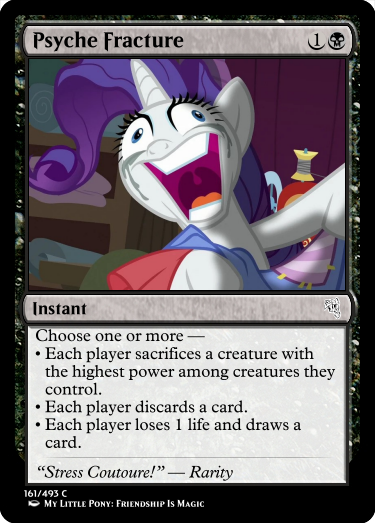 Psyche Fracture 1
Instant
Choose one or more —
• Each player sacrifices a creature with
the highest power among creatures they
control.
• Each player discards a card.
• Each player loses 1 life and draws a
card.
“Stress Coutoure!” — Rarity
161/493 C
My Little Pony: Friendship Is Magic